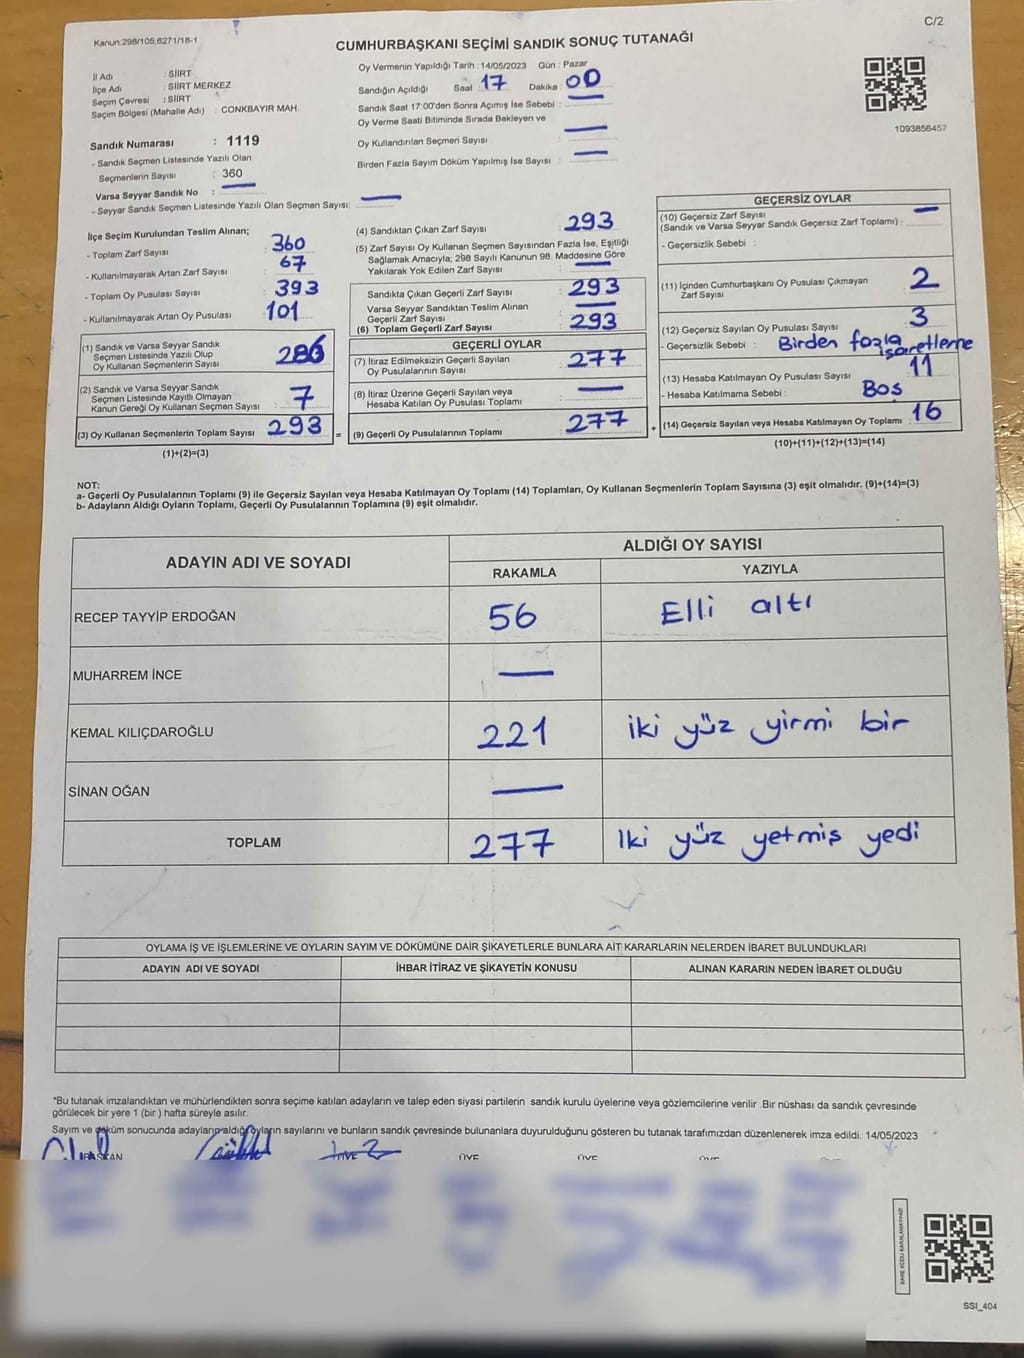 C/2
Kanun:298/105,6271/18-1
CUMHURBAŞKANI SEÇİMİ SANDIK SONUÇ TUTANAĞI
İl Adı : SİİRT
İlçe Adı : SİİRT MERKEZ
Seçim Çevresi : SİİRT
Seçim Bölgesi (Mahalle Adı) : CONKBAYIR MAH.
Sandık Numarası : 1119
- Sandık Seçmen Listesinde Yazılı Olan
Seçmenlerin Sayısı : 360
Varsa Seyyar Sandık No : —
- Seyyar Sandık Seçmen Listesinde Yazılı Olan Seçmen Sayısı: —
Oy Vermenin Yapıldığı Tarih : 14/05/2023 Gün : Pazar
Sandığın Açıldığı Saat : 17 Dakika : 00
Sandık Saat 17:00'den Sonra Açımış İse Sebebi : —
Oy Verme Saati Bitiminde Sırada Bekleyen ve
Oy Kullandırılan Seçmen Sayısı : —
Birden Fazla Sayım Döküm Yapılmış İse Sayısı : —
1093856457
İlçe Seçim Kurulundan Teslim Alınan;
- Toplam Zarf Sayısı : 360
- Kullanılmayarak Artan Zarf Sayısı : 67
- Toplam Oy Pusulası Sayısı : 393
- Kullanılmayarak Artan Oy Pusulası : 101
(1) Sandık ve Varsa Seyyar Sandık
Seçmen Listesinde Yazılı Olup
Oy Kullanan Seçmenlerin Sayısı : 286
(2) Sandık ve Varsa Seyyar Sandık
Seçmen Listesinde Kayıtlı Olmayan
Kanun Gereği Oy Kullanan Seçmen Sayısı : 7
(3) Oy Kullanan Seçmenlerin Toplam Sayısı : 293
(1)+(2)=(3)
=
(4) Sandıktan Çıkan Zarf Sayısı : 293
(5) Zarf Sayısı Oy Kullanan Seçmen Sayısından Fazla İse, Eşitliği
Sağlamak Amacıyla; 298 Sayılı Kanunun 98. Maddesine Göre
Yakılarak Yok Edilen Zarf Sayısı : —
Sandıkta Çıkan Geçerli Zarf Sayısı : 293
Varsa Seyyar Sandıktan Teslim Alınan
Geçerli Zarf Sayısı : —
(6) Toplam Geçerli Zarf Sayısı : 293
GEÇERLİ OYLAR
(7) İtiraz Edilmeksizin Geçerli Sayılan
Oy Pusulasının Sayısı : 277
(8) İtiraz Üzerine Geçerli Sayılan veya
Hesaba Katılan Oy Pusulası Toplamı : —
(9) Geçerli Oy Pusulalarının Toplamı : 277
+
GEÇERSİZ OYLAR
(10) Geçersiz Zarf Sayısı : —
(Sandık ve Varsa Seyyar Sandık Geçersiz Zarf Toplamı)
- Geçersizlik Sebebi :
(11) İçinden Cumhurbaşkanı Oy Pusulası Çıkmayan
Zarf Sayısı : 2
(12) Geçersiz Sayılan Oy Pusulası Sayısı : 3
- Geçersizlik Sebebi : Birden fazla
işaretleme
(13) Hesaba Katılmayan Oy Pusulası Sayısı : 11
- Hesaba Katılmama Sebebi : Boş
(14) Geçersiz Sayılan veya Hesaba Katılmayan Oy Toplamı : 16
(10)+(11)+(12)+(13)=(14)
NOT:
a- Geçerli Oy Pusulalarının Toplamı (9) ile Geçersiz Sayılan veya Hesaba Katılmayan Oy Toplamı (14) Toplamları, Oy Kullanan Seçmenlerin Toplam Sayısına (3) eşit olmalıdır. (9)+(14)=(3)
b- Adayların Aldığı Oyların Toplamı, Geçerli Oy Pusulalarının Toplamına (9) eşit olmalıdır.
ADAYIN ADI VE SOYADI ALDIĞI OY SAYISI
RAKAMLA YAZIYLA
RECEP TAYYİP ERDOĞAN 56 Elli altı
MUHARREM İNCE —
KEMAL KILIÇDAROĞLU 221 iki yüz yirmi bir
SİNAN OĞAN —
TOPLAM 277 İki yüz yetmiş yedi
OYLAMA İŞ VE İŞLEMLERİNE VE OYLARIN SAYIM VE DÖKÜMÜNE DAİR ŞİKAYETLERLE BUNLARA AİT KARARLARIN NELERDEN İBARET BULUNDUKLARI
ADAYIN ADI VE SOYADI İHBAR İTİRAZ VE ŞİKAYETİN KONUSU ALINAN KARARIN NEDEN İBARET OLDUĞU
*Bu tutanak imzalandıktan ve mühürlendikten sonra seçime katılan adayların ve talep eden siyasi partilerin sandık kurulu üyelerine veya gözlemcilerine verilir .Bir nüshası da sandık çevresinde
görülecek bir yere 1 (bir ) hafta süreyle asılır.
Sayım ve döküm sonucunda adayların aldığı oyların sayılarını ve bunların sandık çevresinde bulunanlara duyurulduğunu gösteren bu tutanak tarafımızdan düzenlenerek imza edildi. 14/05/2023
BAŞKAN ÜYE ÜYE ÜYE ÜYE
KARE KODU KARALAMAYINIZ!
SSI_404